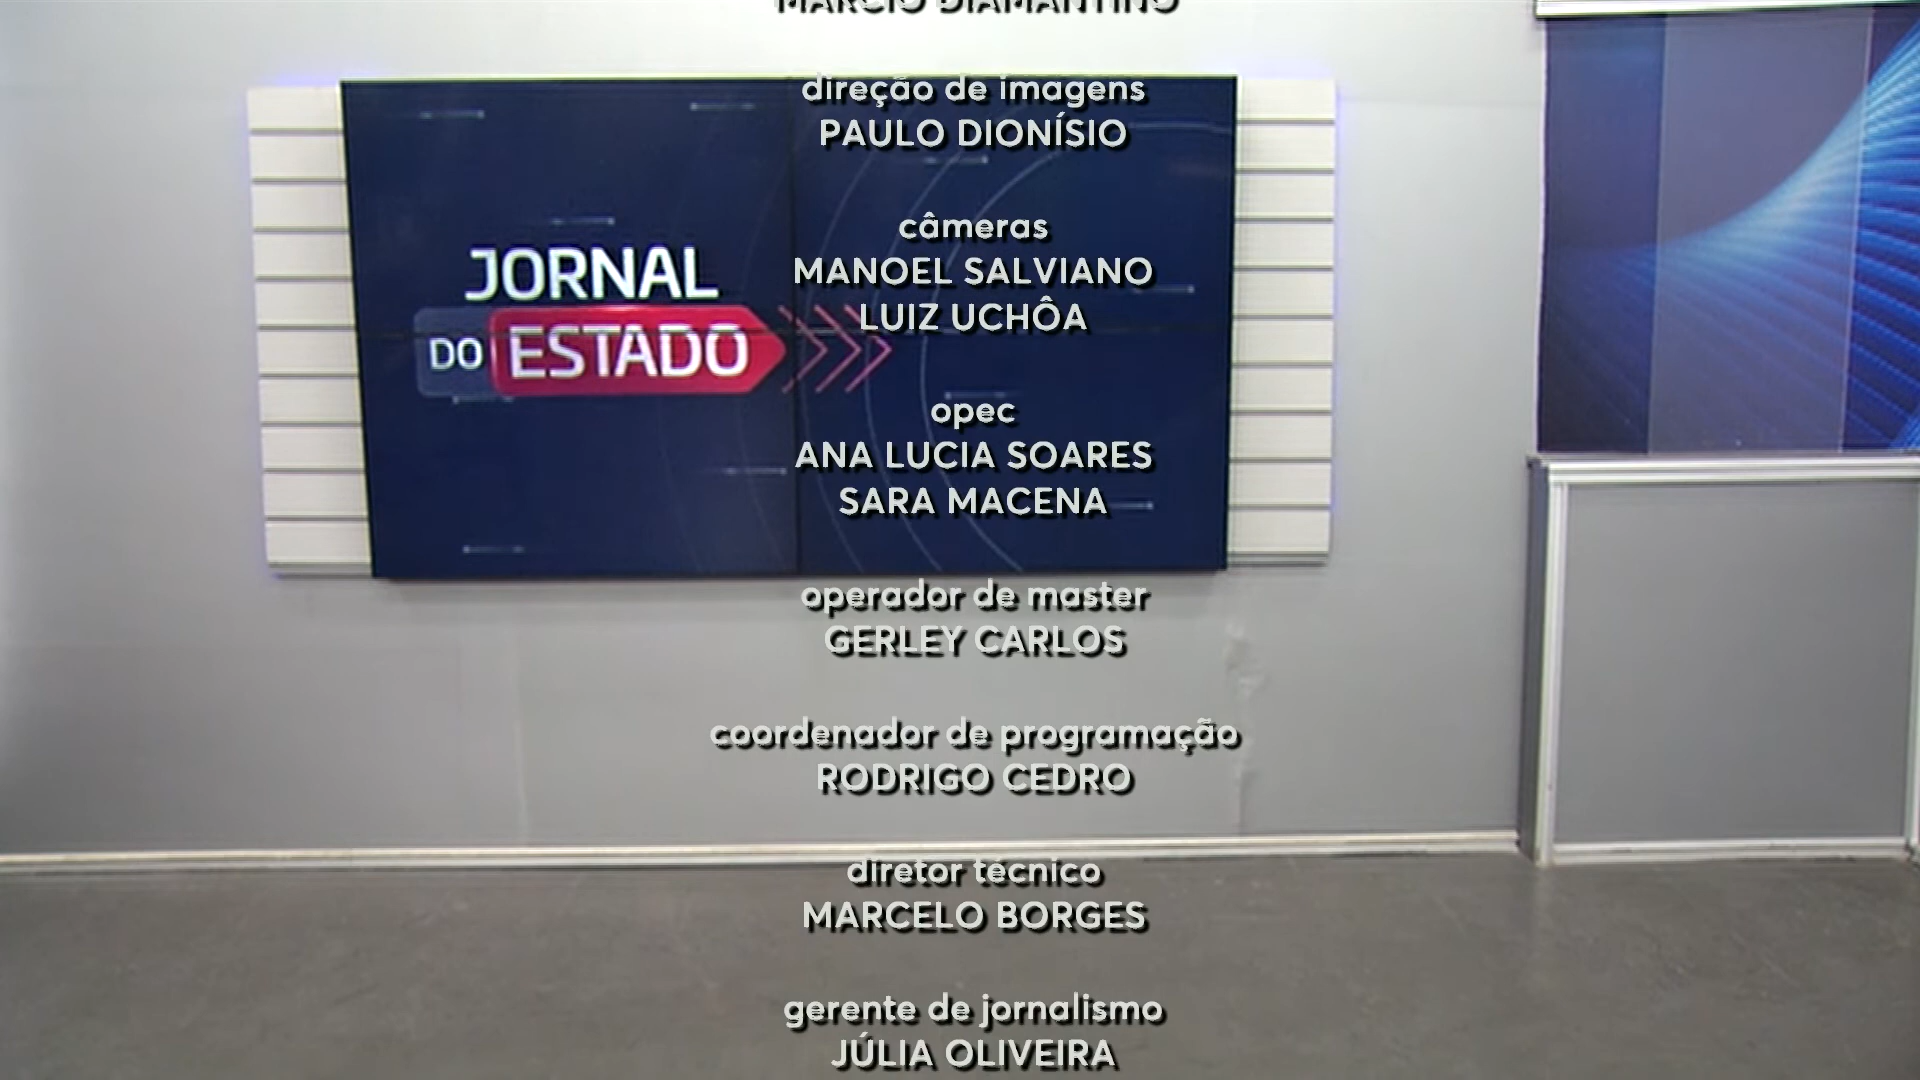 MARCIO DIAMANTINO
direção de imagens
PAULO DIONÍSIO
câmeras
MANOEL SALVIANO
LUIZ UCHÔA
JORNAL
DO ESTADO
opec
ANA LUCIA SOARES
SARA MACENA
operador de master
GERLEY CARLOS
coordenador de programação
RODRIGO CEDRO
diretor técnico
MARCELO BORGES
gerente de jornalismo
JÚLIA OLIVEIRA